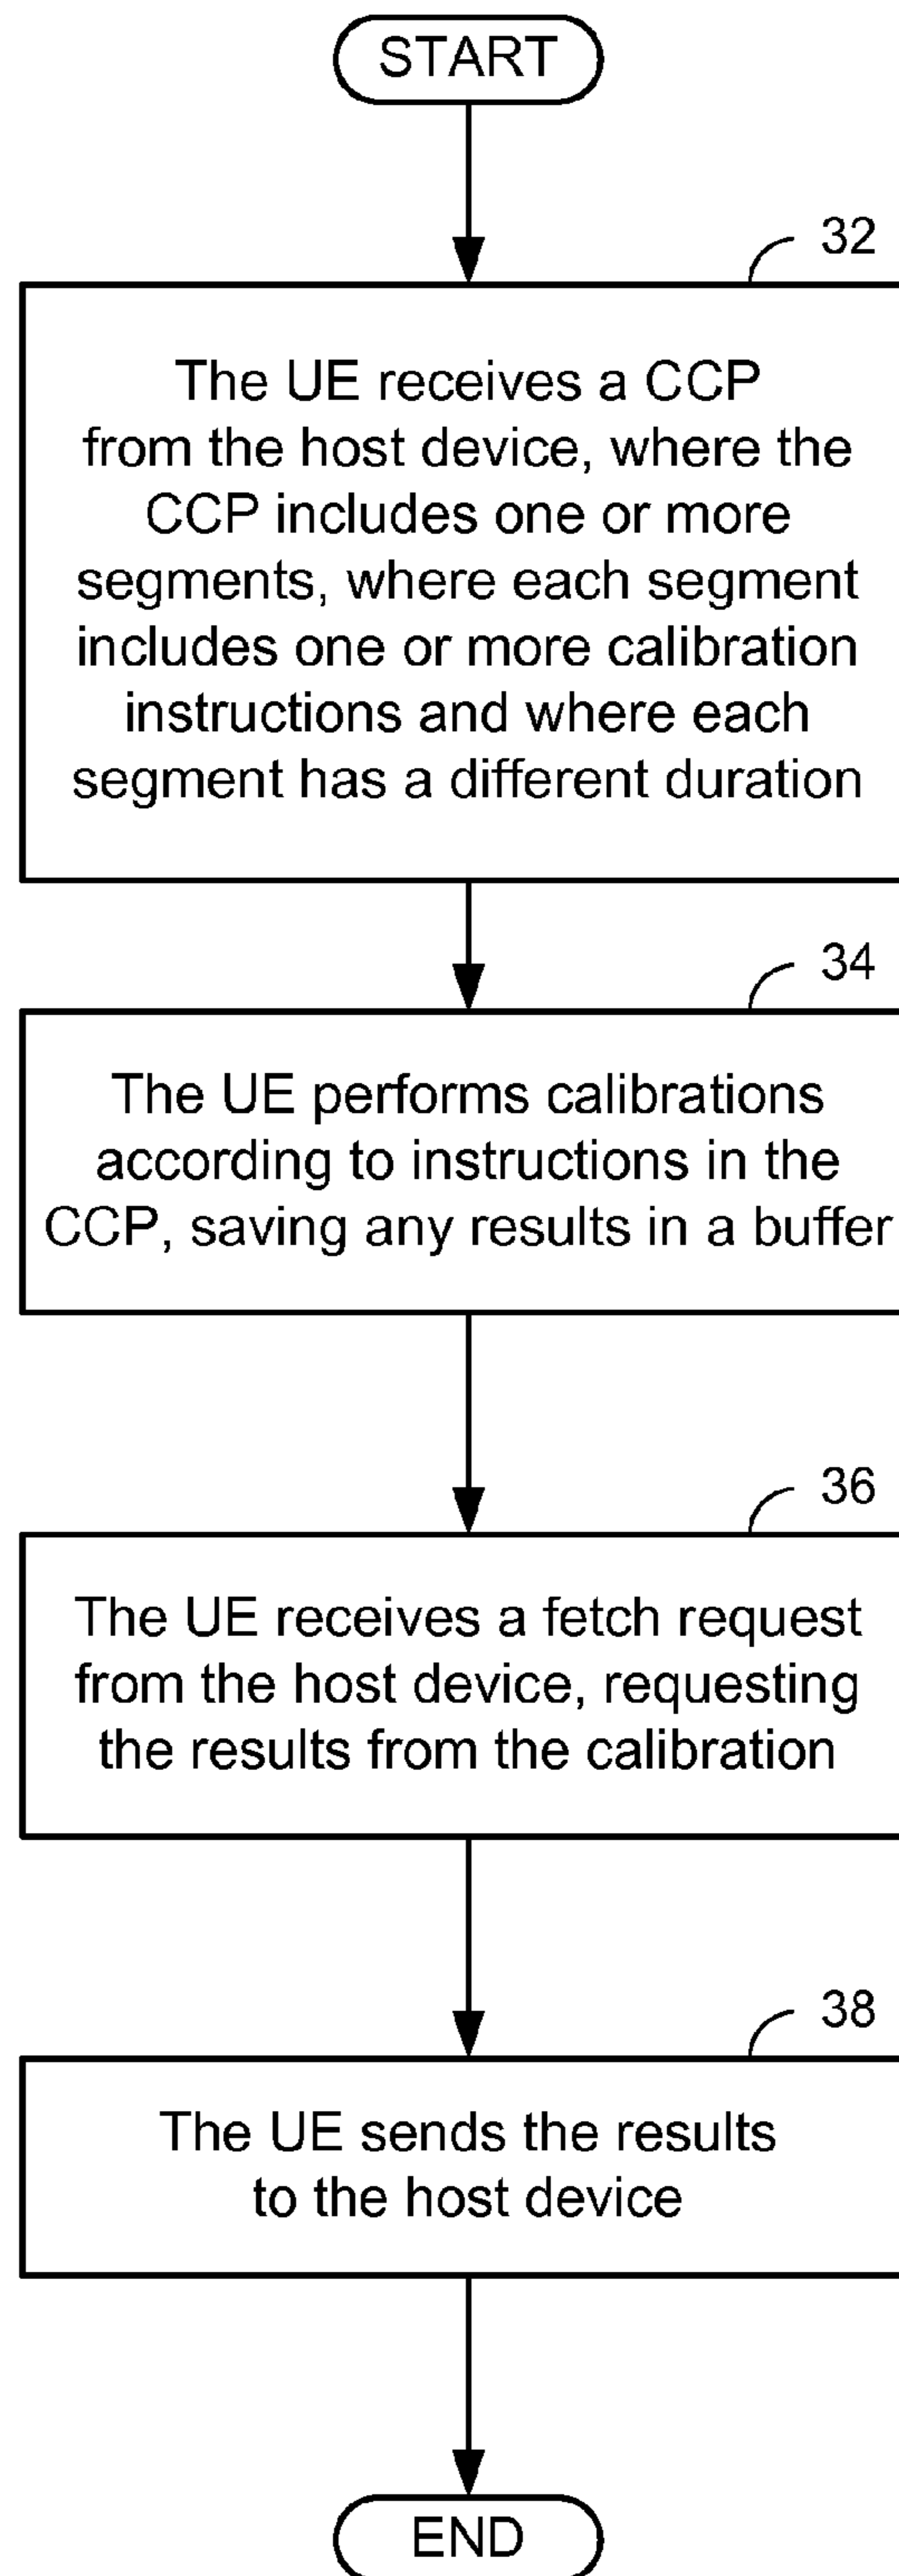 START
32
The UE receives a CCP
from the host device, where the
CCP includes one or more
segments, where each segment
includes one or more calibration
instructions and where each
segment has a different duration
34
The UE performs calibrations
according to instructions in the
CCP, saving any results in a buffer
36
The UE receives a fetch request
from the host device, requesting
the results from the calibration
38
The UE sends the results
to the host device
END